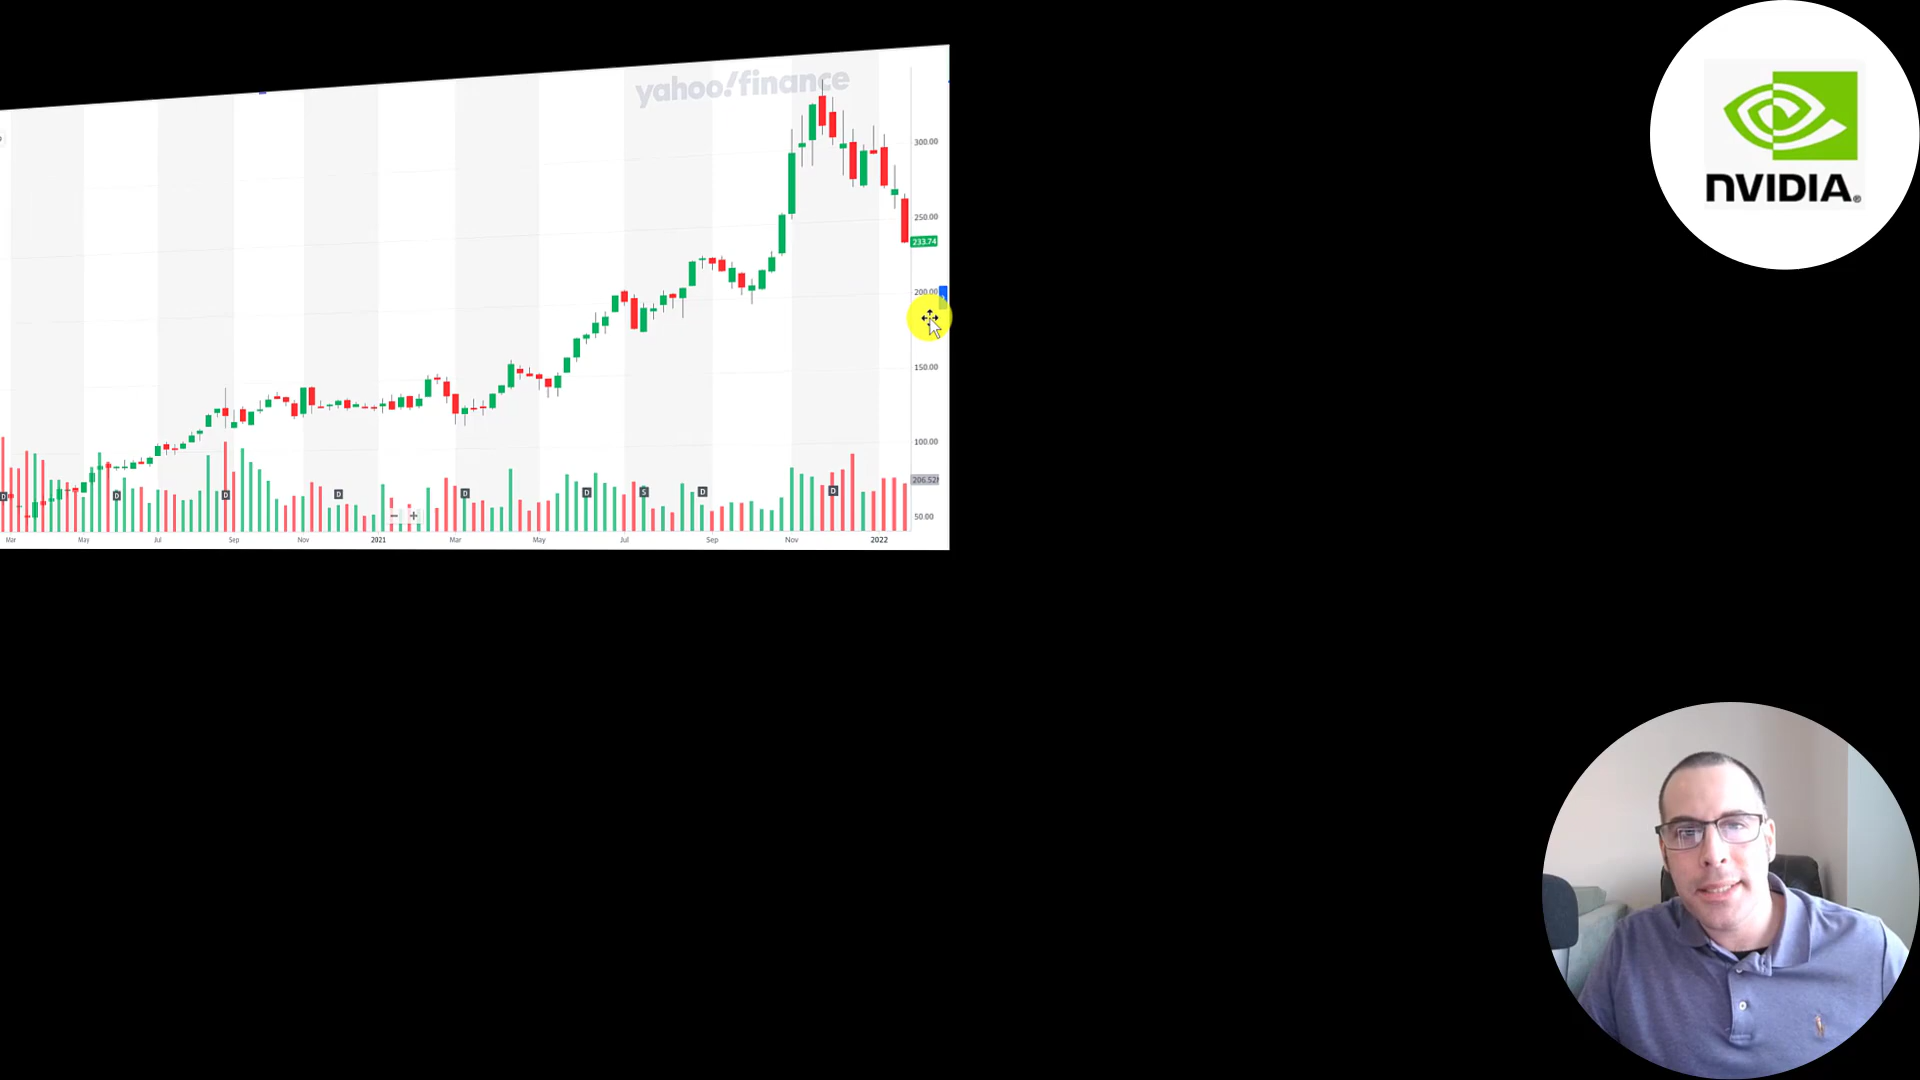 yahoo!finance
300.00
250.00
233.74
200.00
150.00
100.00
206.52M
50.00
D D D D D D S D D
Mar May Jul Sep Nov 2021 Mar May Jul Sep Nov 2022
NVIDIA®